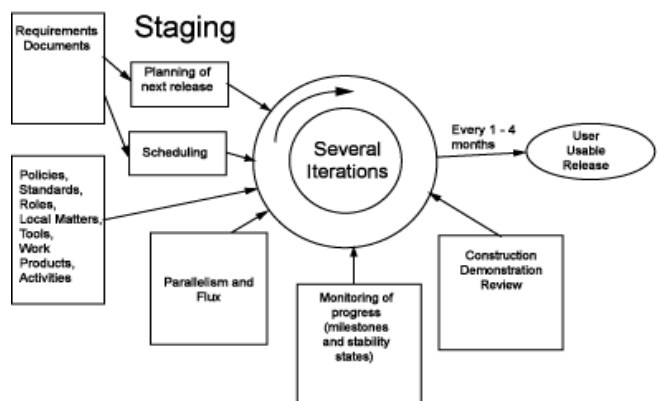 Staging
Requirements
Documents
Planning of
next release
Scheduling
Policies,
Standards,
Roles,
Local Matters,
Tools,
Work
Products,
Activities
Several
Iterations
Every 1 - 4
months
User
Usable
Release
Parallelism and
Flux
Monitoring of
progress
(milestones
and stability
states)
Construction
Demonstration
Review